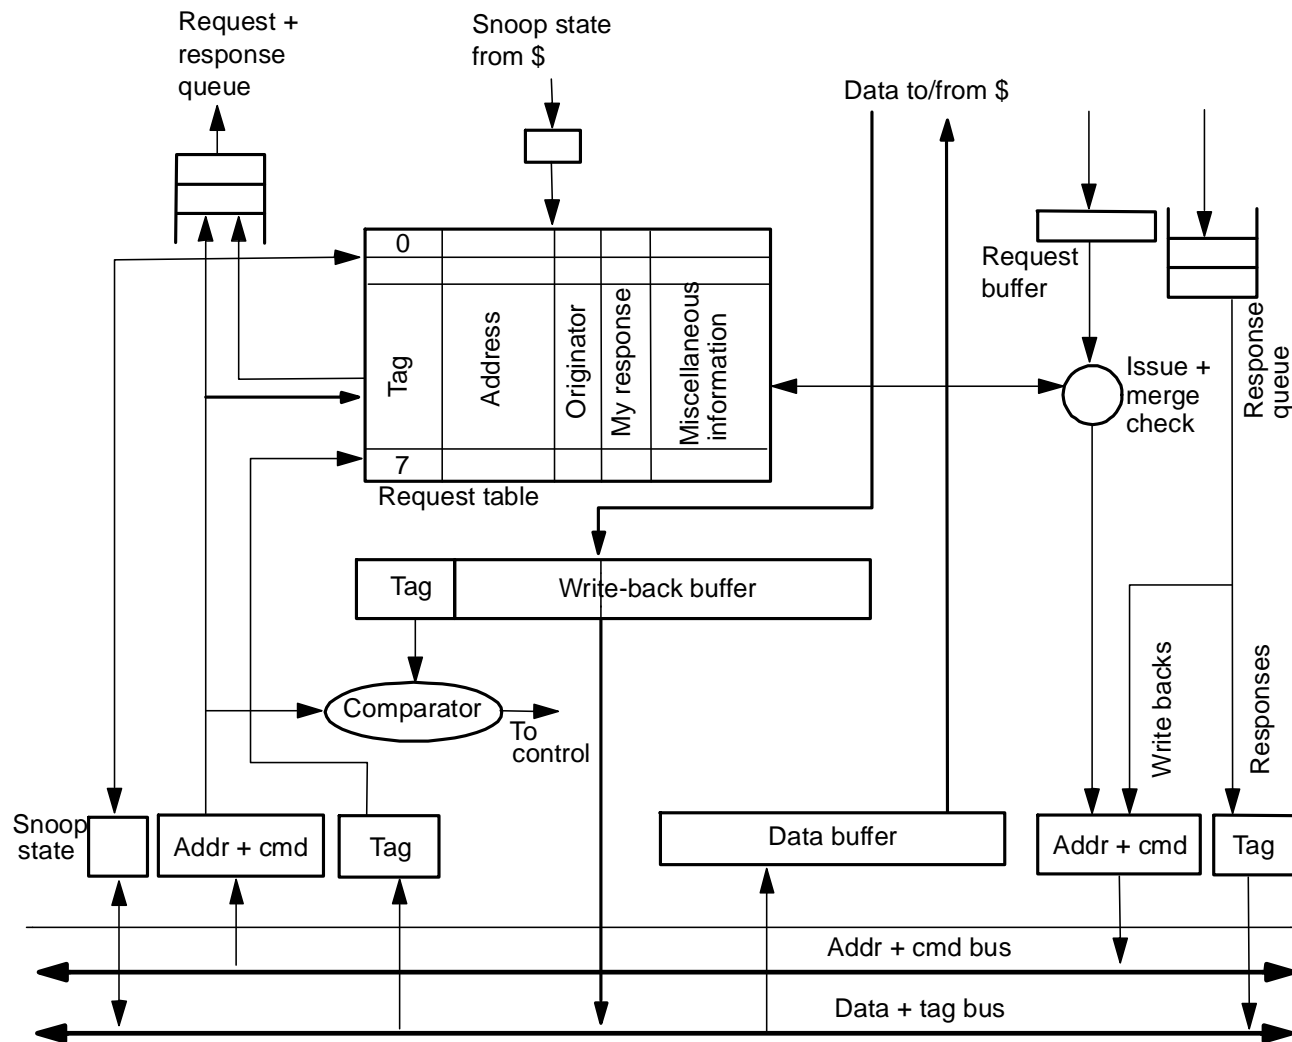 Request +
response
queue
Snoop state
from $
Data to/from $
0
Tag
Address
Originator
My response
Miscellaneous
information
7
Request table
Request
buffer
Issue +
merge
check
Response
queue
Tag
Write-back buffer
Comparator
To
control
Write backs
Responses
Snoop
state
Addr + cmd
Tag
Data buffer
Addr + cmd
Tag
Addr + cmd bus
Data + tag bus